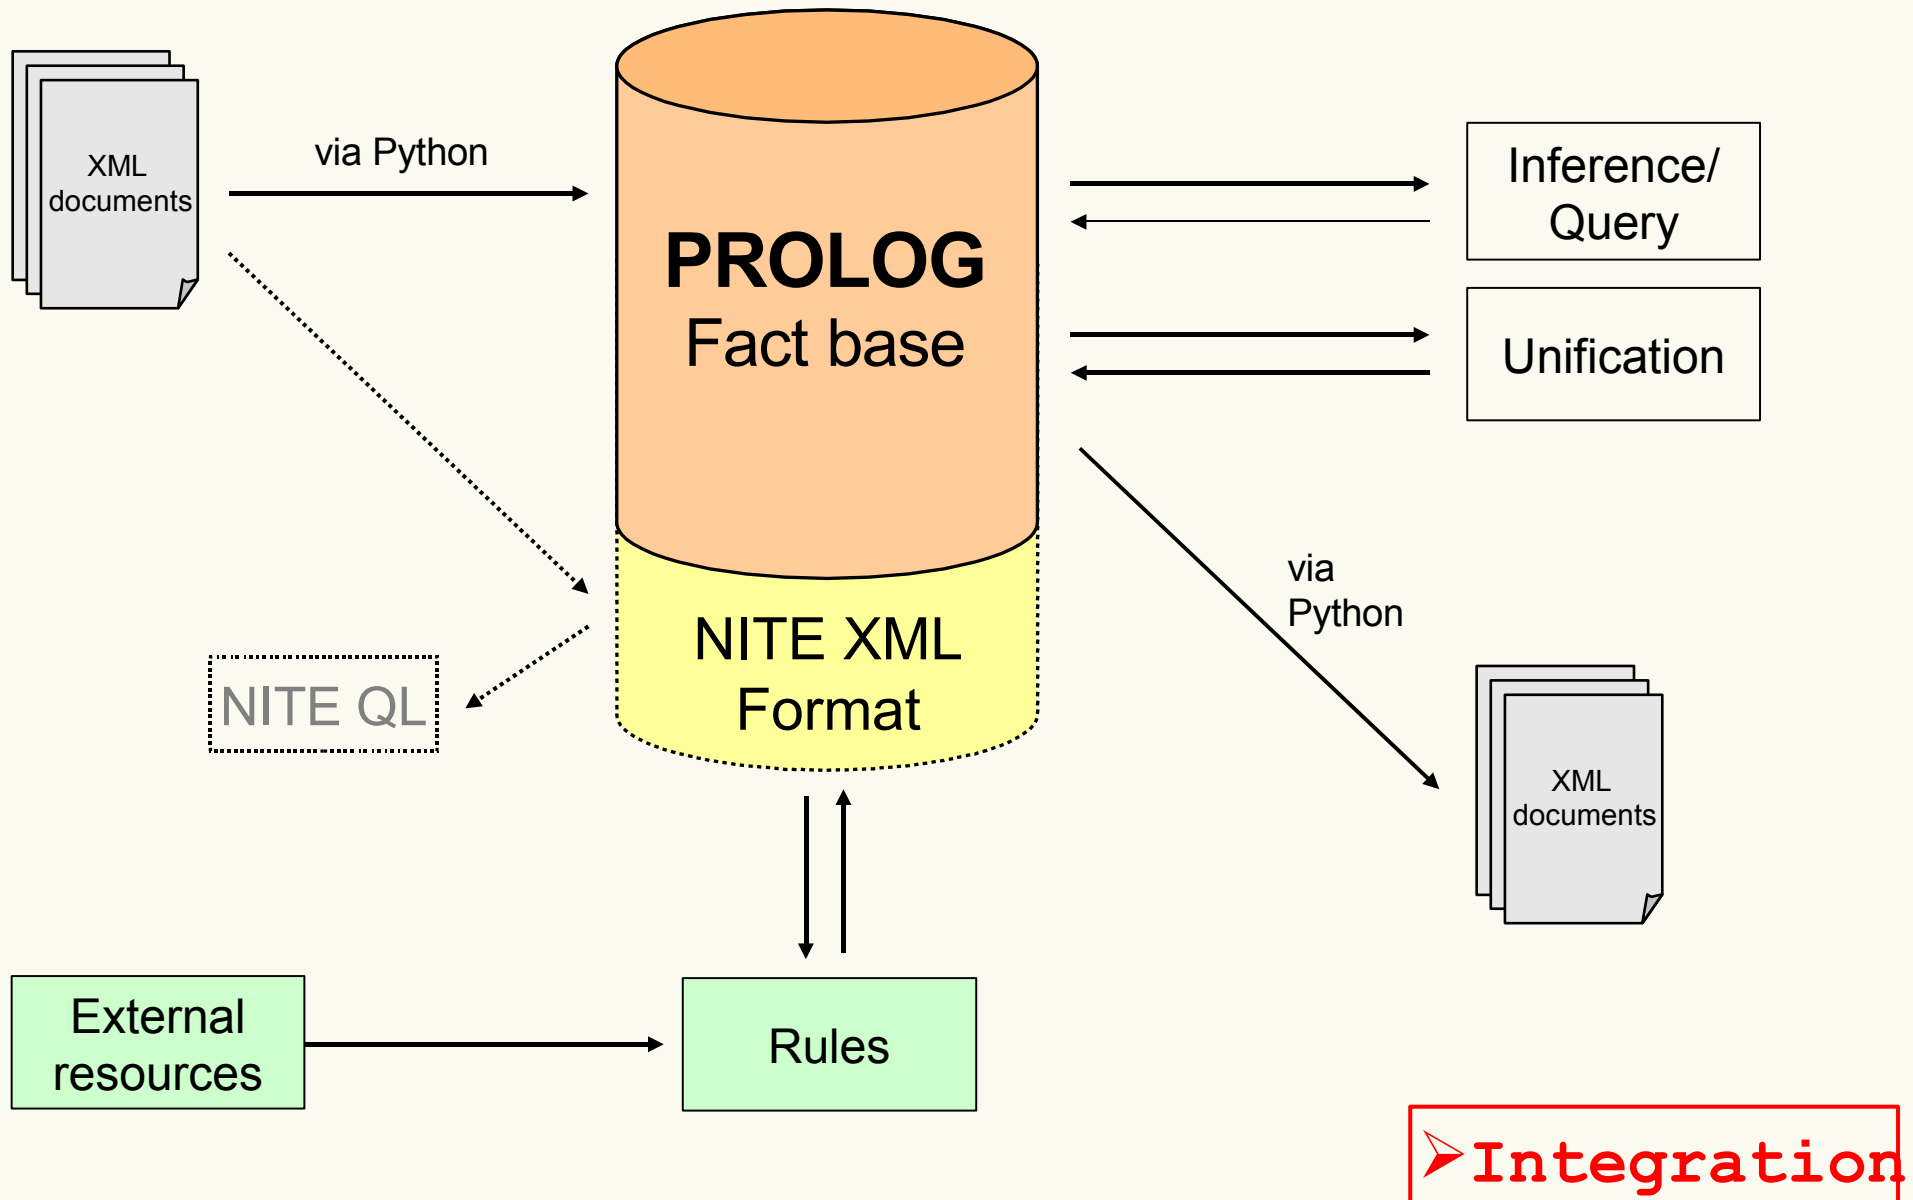 XML
documents
via Python
PROLOG
Fact base
Inference/
Query
Unification
NITE XML
Format
NITE QL
via
Python
XML
documents
External
resources
Rules
➢Integration